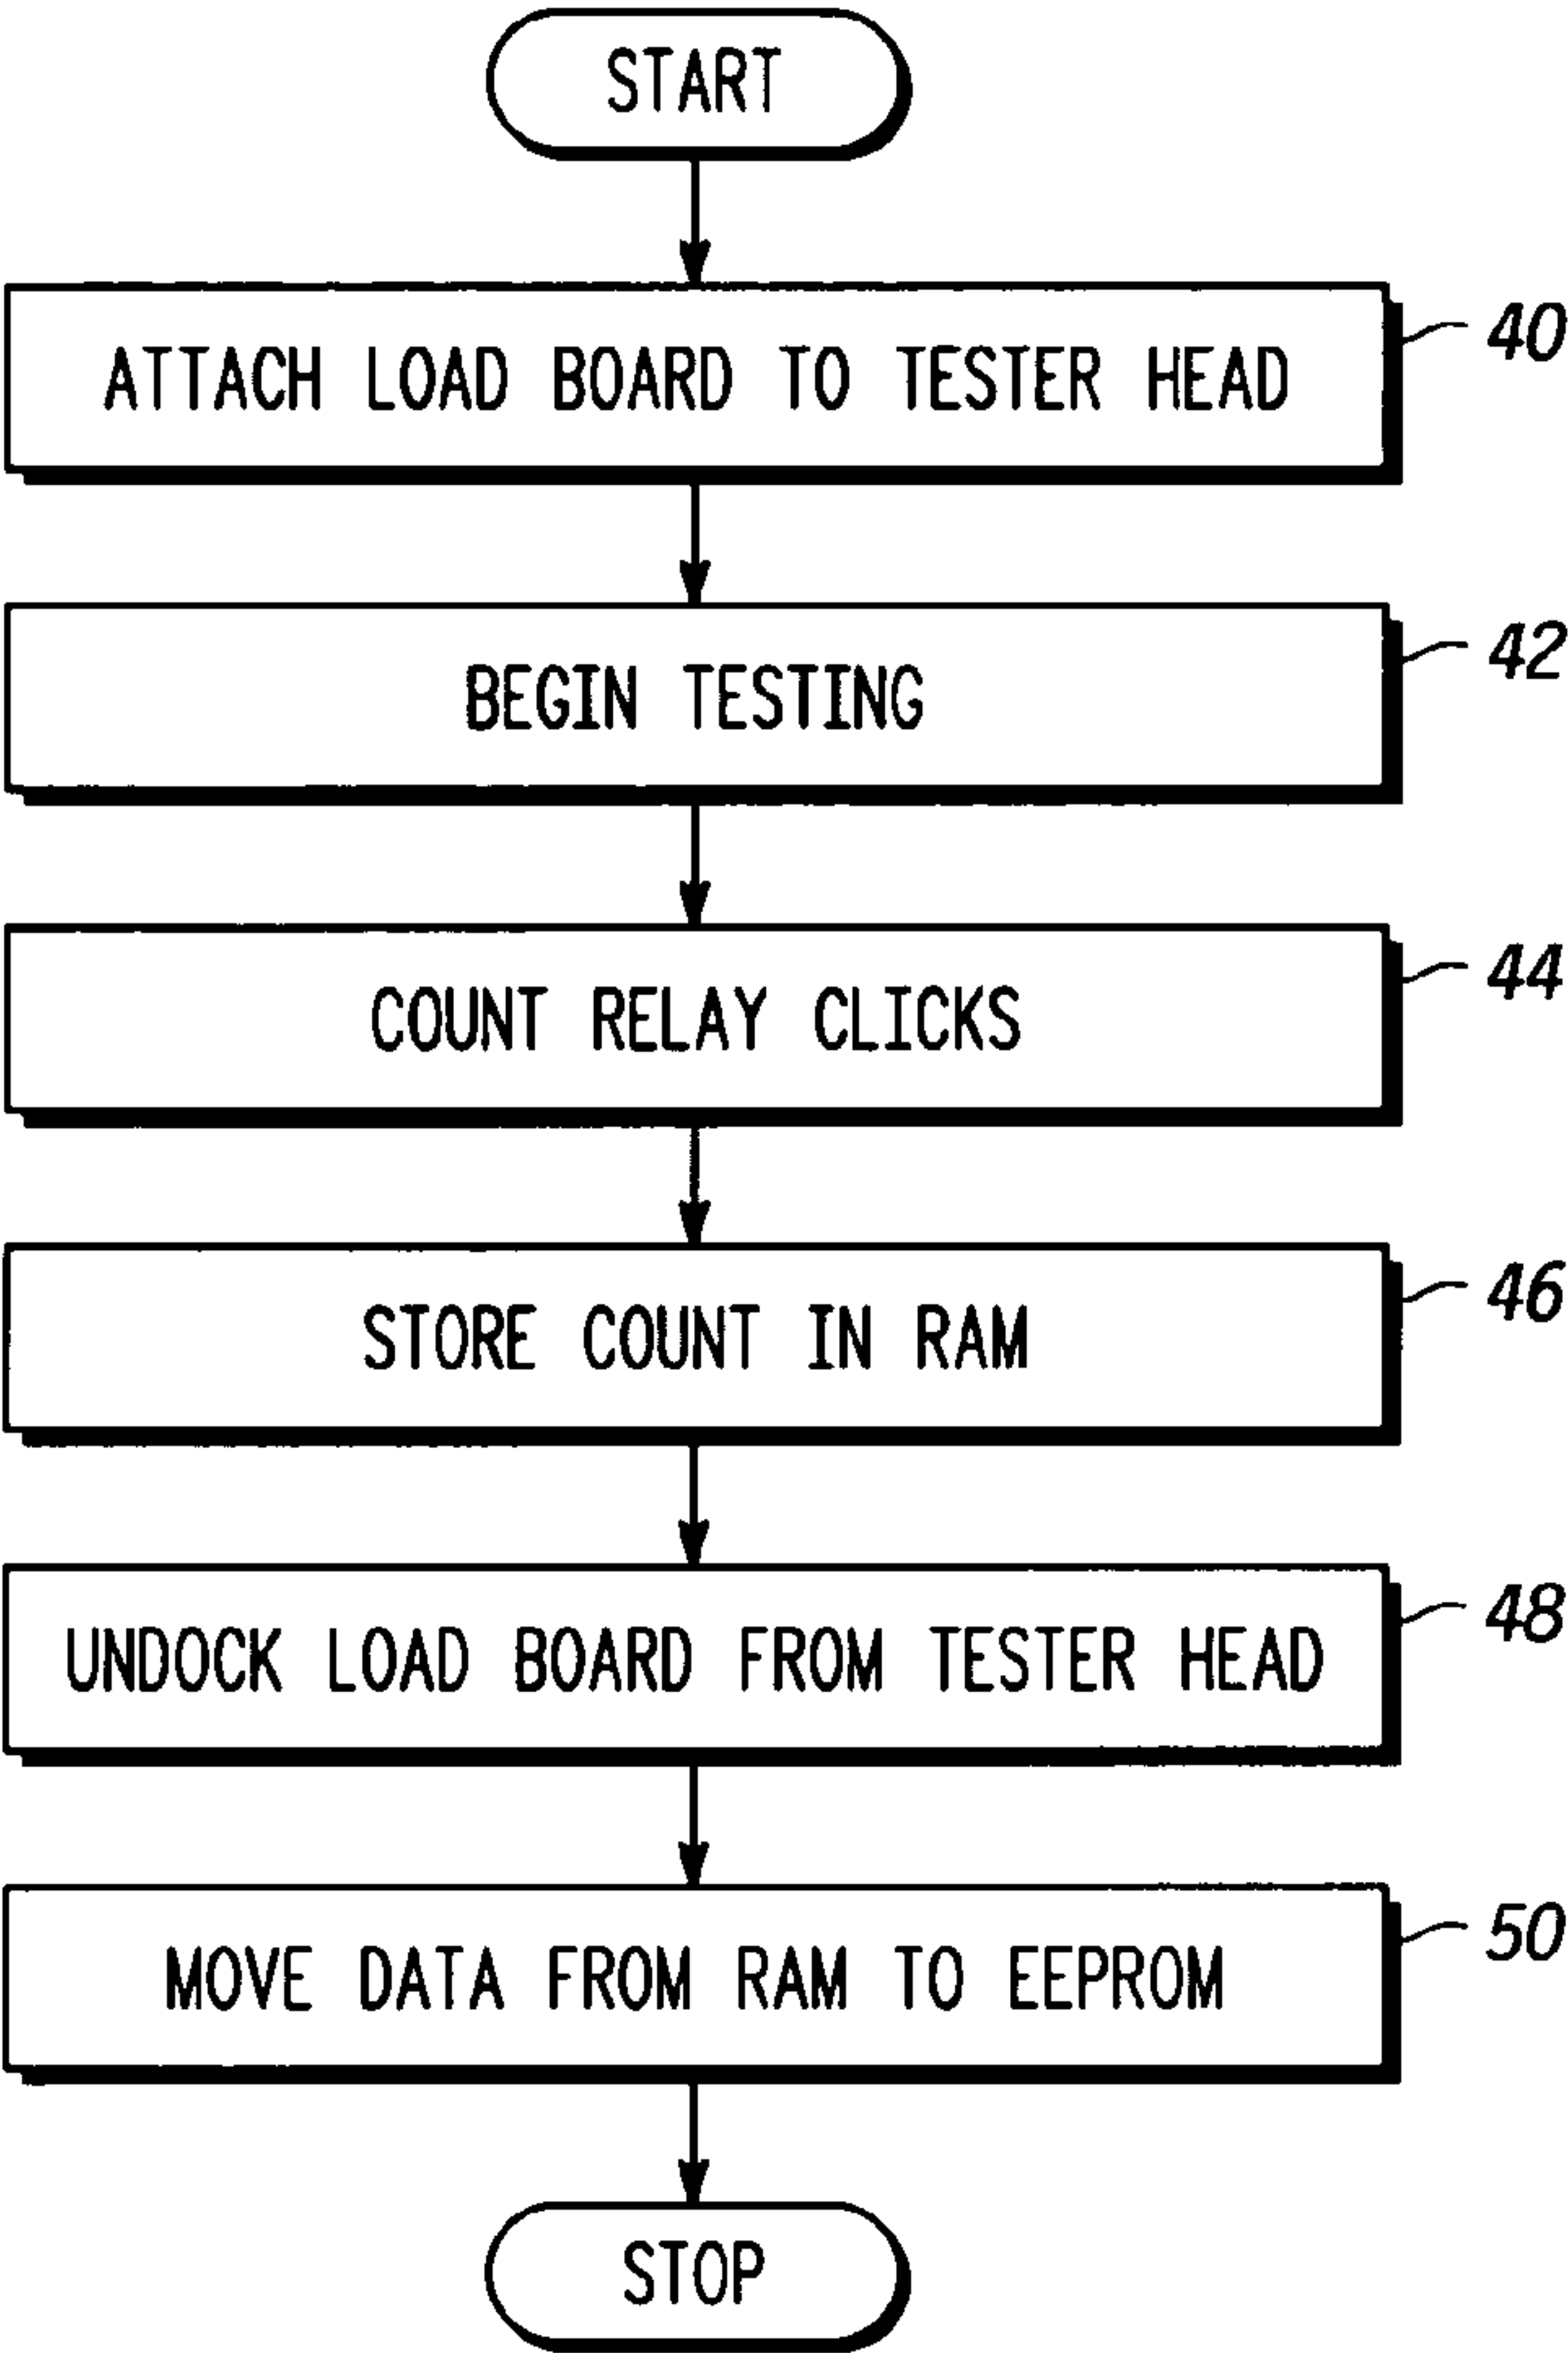 START
ATTACH LOAD BOARD TO TESTER HEAD
40
BEGIN TESTING
42
COUNT RELAY CLICKS
44
STORE COUNT IN RAM
46
UNDOCK LOAD BOARD FROM TESTER HEAD
48
MOVE DATA FROM RAM TO EEPROM
50
STOP